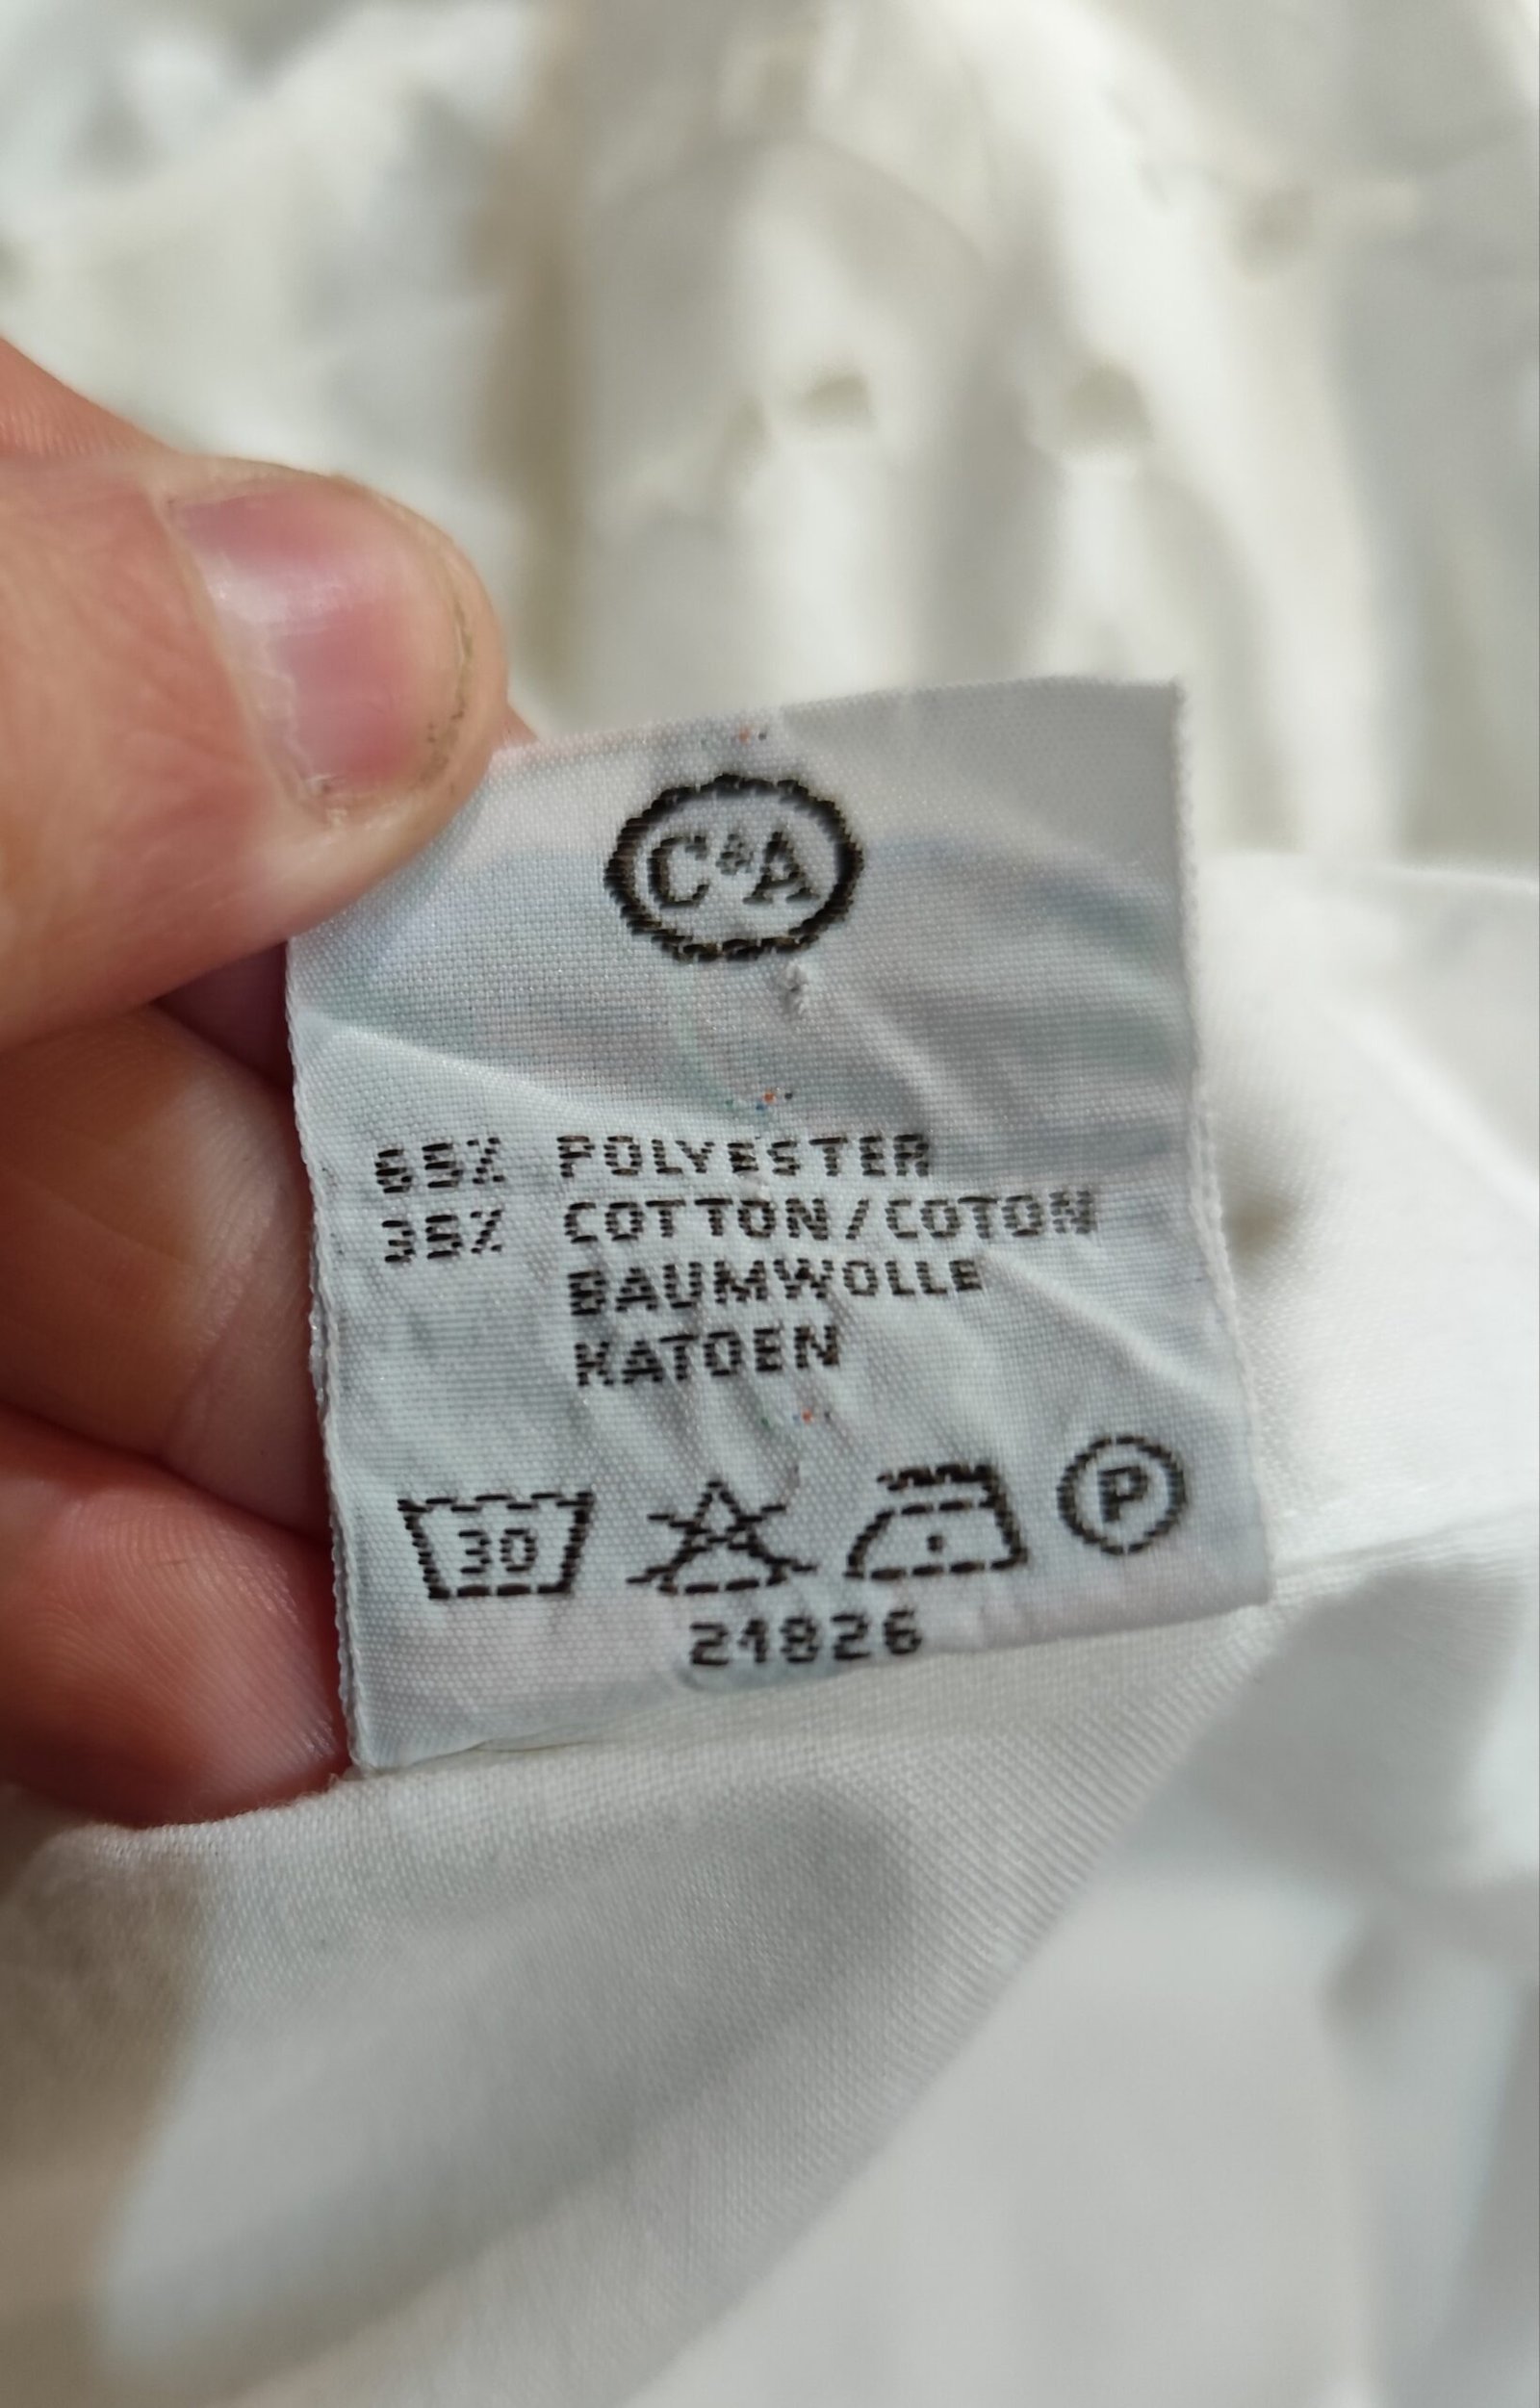 C&A
65% POLYESTER
35% COTTON/COTON
BAUMWOLLE
KATOEN
30 P
21826